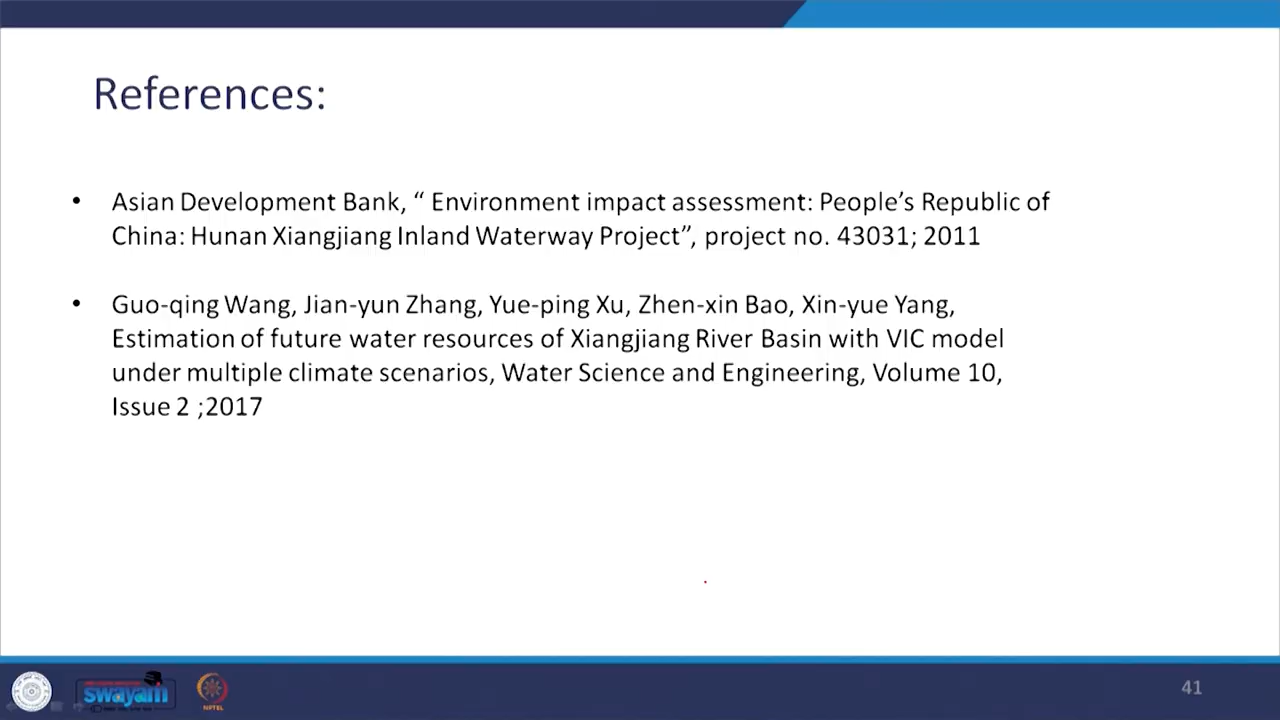 References:
• Asian Development Bank, “ Environment impact assessment: People’s Republic of
China: Hunan Xiangjiang Inland Waterway Project”, project no. 43031; 2011
• Guo-qing Wang, Jian-yun Zhang, Yue-ping Xu, Zhen-xin Bao, Xin-yue Yang,
Estimation of future water resources of Xiangjiang River Basin with VIC model
under multiple climate scenarios, Water Science and Engineering, Volume 10,
Issue 2 ;2017
swayam
NPTEL
41